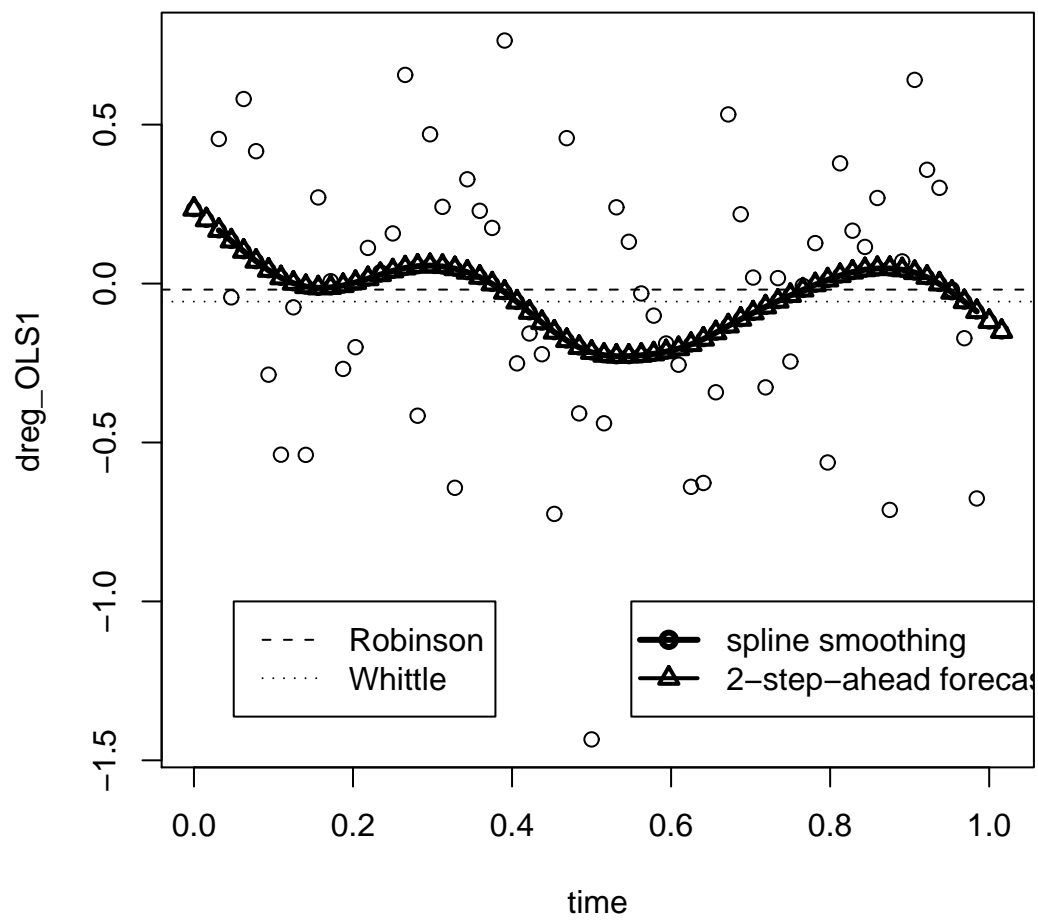 dreg_OLS1
0.5
0.0
−0.5
−1.0
−1.5
Robinson
Whittle
spline smoothing
2−step−ahead forecas
0.0 0.2 0.4 0.6 0.8 1.0
time